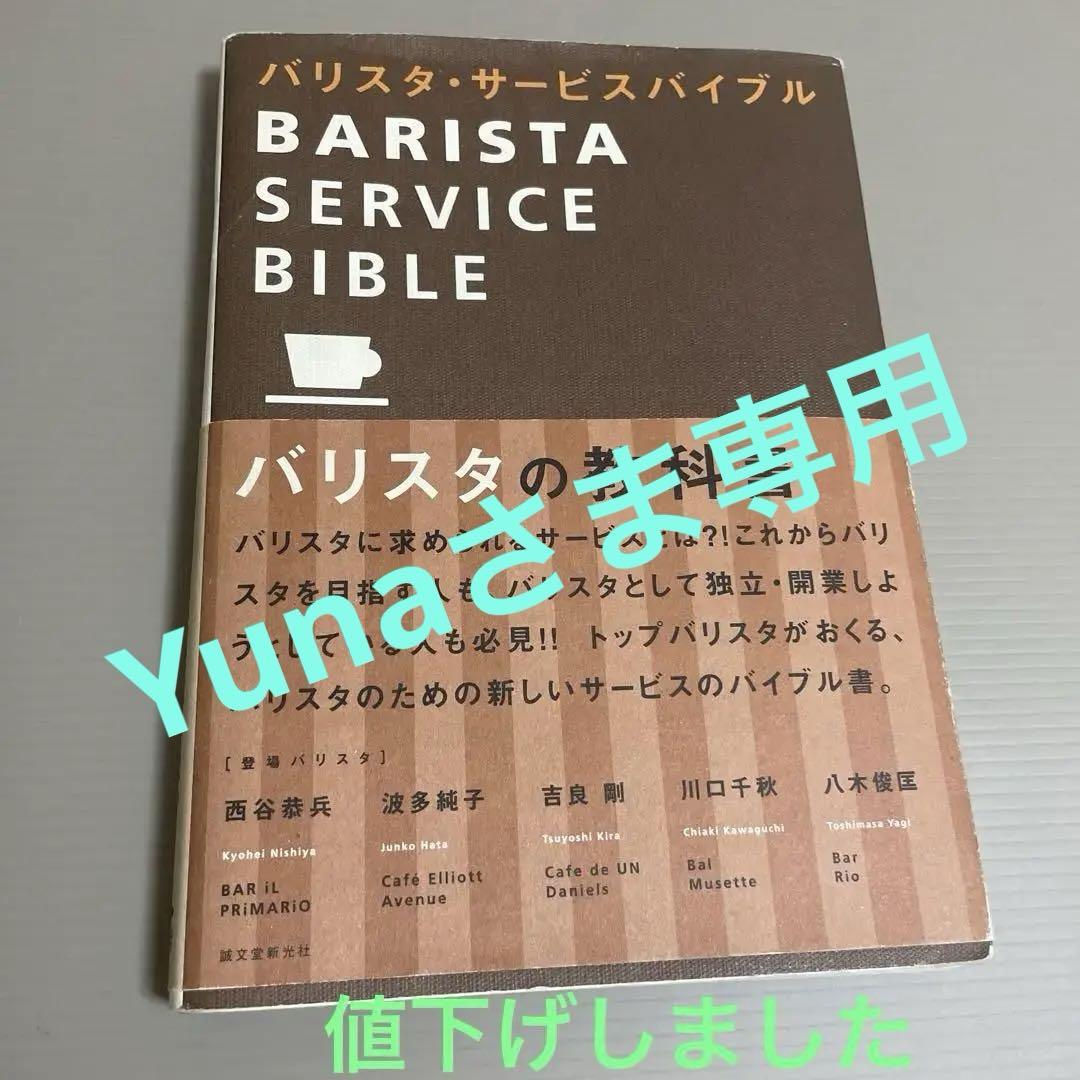 バリスタ・サービスバイブル
BARISTA
SERVICE
BIBLE
バリスタの教科書
バリスタに求められるサービスとは?!これからバリ
スタを目指す人も、バリスタとして独立・開業しよ
うとしている人も必見!! トップバリスタがおくる、
バリスタのための新しいサービスのバイブル書。
Yunaさま専用
[登場バリスタ]
西谷恭兵 波多純子 吉良 剛 川口千秋 八木俊匡
Kyohei Nishiya Junko Hata Tsuyoshi Kira Chiaki Kawaguchi Toshimasa Yagi
BAR iL Café Elliott Cafe de UN Bal Bar
PRiMARiO Avenue Daniels Musette Rio
誠文堂新光社
値下げしました